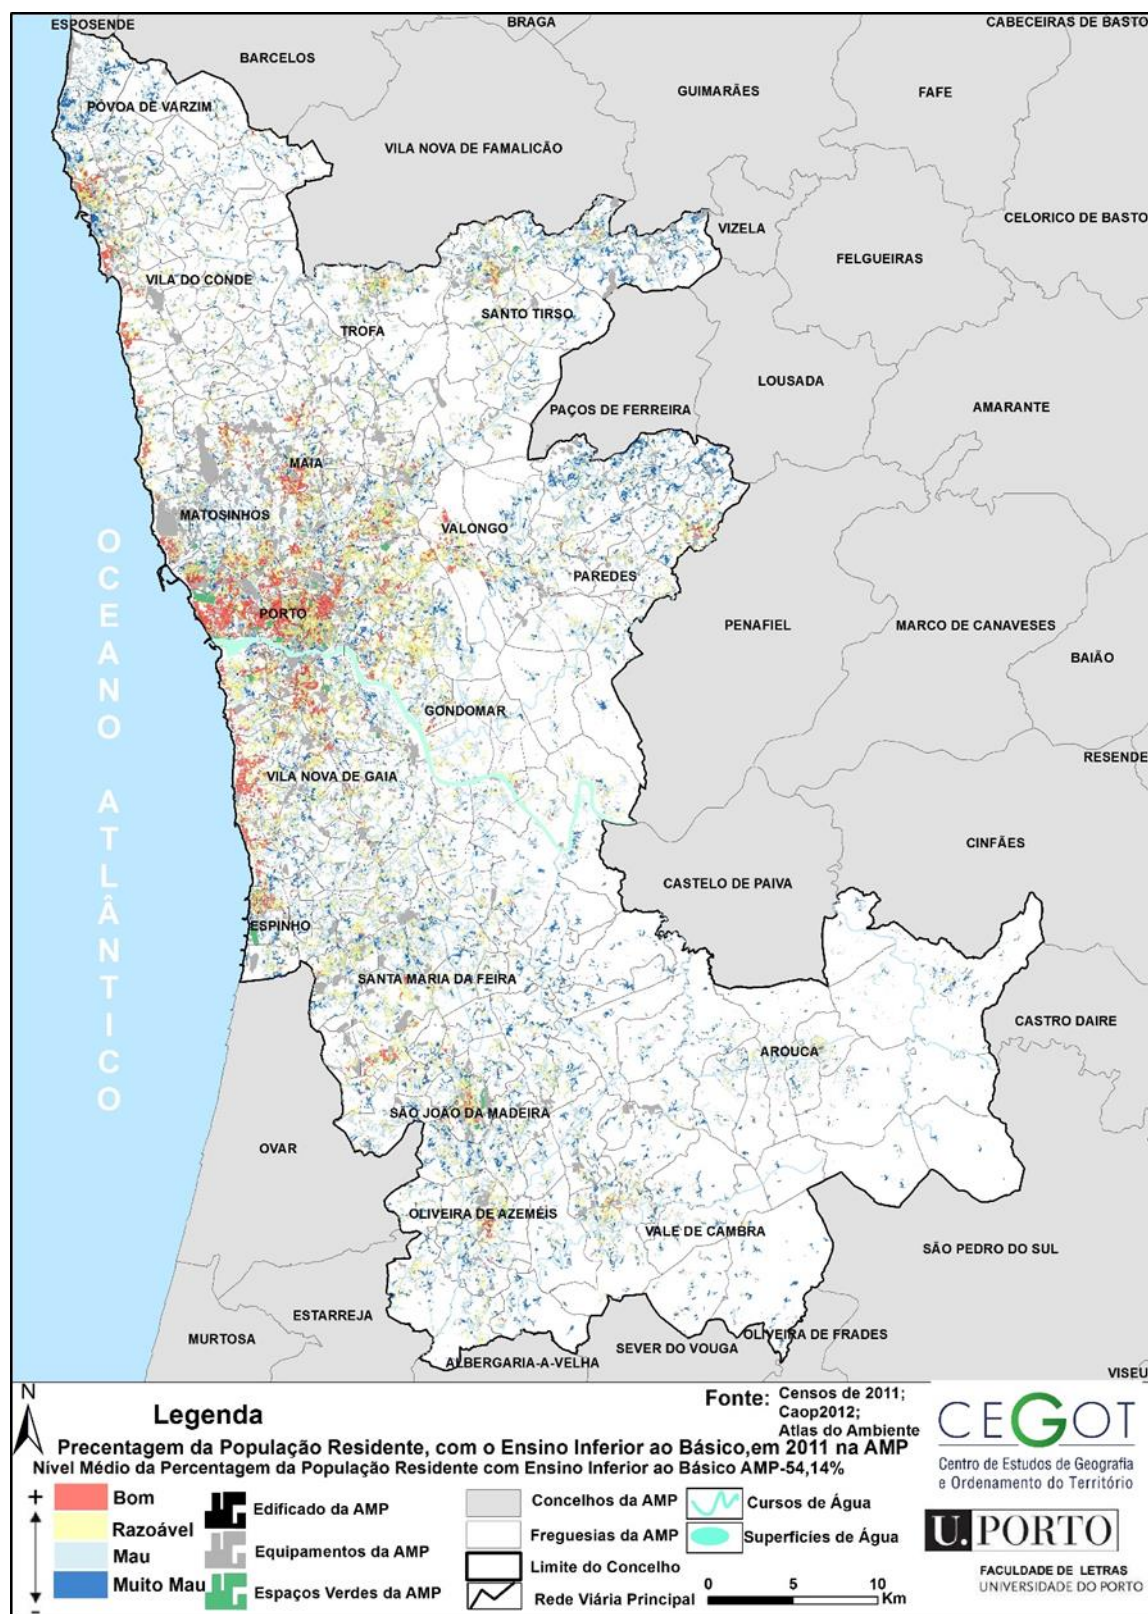 ESPOSENDE
BRAGA
CABECEIRAS DE BASTO
BARCELOS
GUIMARÃES
FAFE
PÓVOA DE VARZIM
VILA NOVA DE FAMALICÃO
CELORICO DE BASTO
VIZELA
FELGUEIRAS
VILA DO CONDE
SANTO TIRSO
TROFA
LOUSADA
PAÇOS DE FERREIRA
AMARANTE
MAIA
MATOSINHOS
VALONGO
PAREDES
PORTO
PENAFIEL
MARCO DE CANAVESES
BAIÃO
GONDOMAR
RESENDE
VILA NOVA DE GAIA
CINFÃES
CASTELO DE PAIVA
ESPINHO
SANTA MARIA DA FEIRA
CASTRO DAIRE
AROUCA
SÃO JOÃO DA MADEIRA
OVAR
OLIVEIRA DE AZEMÉIS
VALE DE CAMBRA
SÃO PEDRO DO SUL
ESTARREJA
MURTOSA
OLIVEIRA DE FRADES
SEVER DO VOUGA
ALBERGARIA-A-VELHA
VISEU
OCEANO ATLÂNTICO
N
Legenda
Fonte: Censos de 2011;
Caop2012;
Atlas do Ambiente
Precentagem da População Residente, com o Ensino Inferior ao Básico,em 2011 na AMP
Nível Médio da Percentagem da População Residente com Ensino Inferior ao Básico AMP-54,14%
+
Bom
Razoável
Mau
Muito Mau
-
Edificado da AMP
Equipamentos da AMP
Espaços Verdes da AMP
Concelhos da AMP
Freguesias da AMP
Limite do Concelho
Rede Viária Principal
Cursos de Água
Superfícies de Água
0 5 10
Km
CEGOT
Centro de Estudos de Geografia
e Ordenamento do Território
U.PORTO
FACULDADE DE LETRAS
UNIVERSIDADE DO PORTO